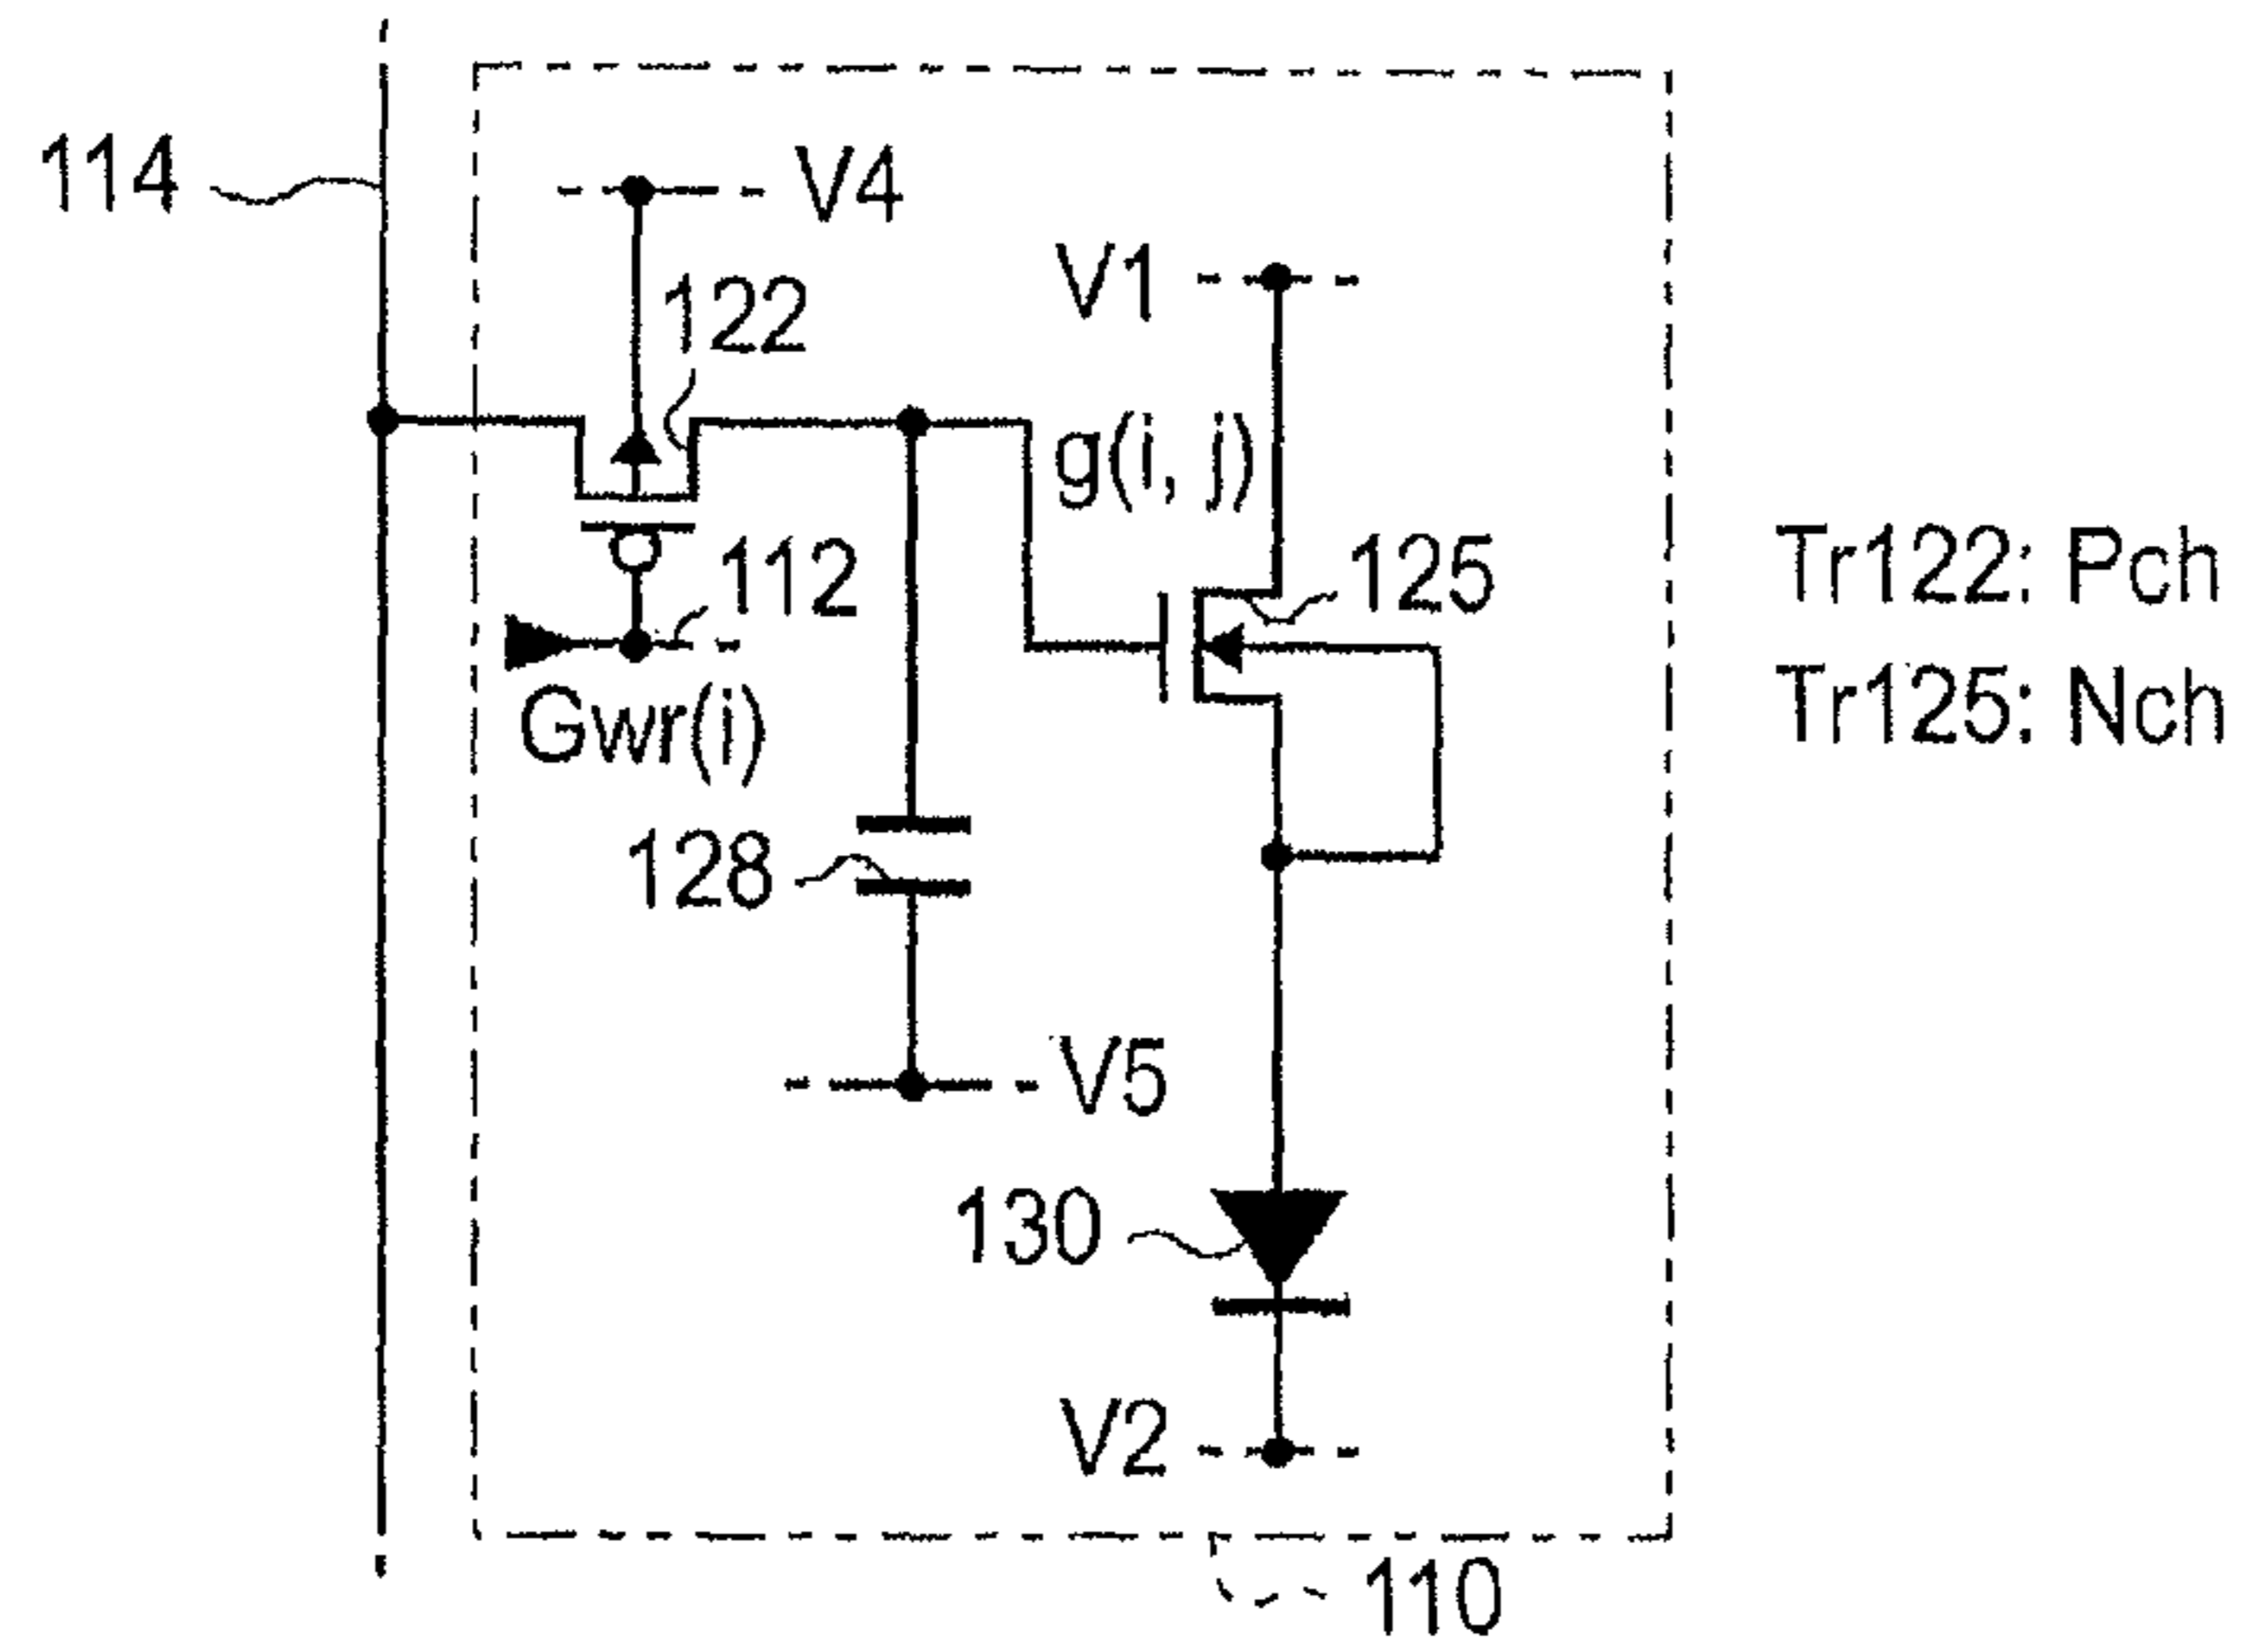 114
V4
V1
122
g(i, j)
125
Tr122: Pch
112
Tr125: Nch
Gwr(i)
128
V5
130
V2
110